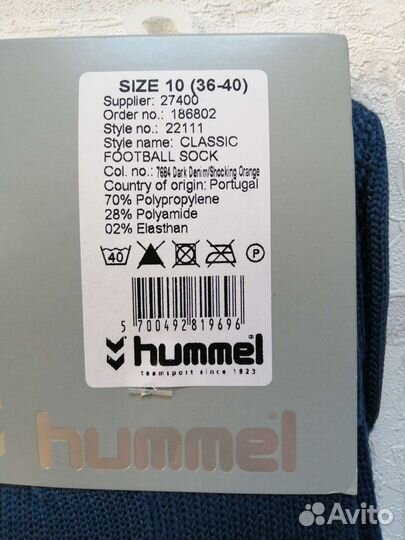 SIZE 10 (36-40)
Supplier: 27400
Order no.: 186802
Style no.: 22111
Style name: CLASSIC
FOOTBALL SOCK
Col. no.: 7684 Dark Denim/Shocking Orange
Country of origin: Portugal
70% Polypropylene
28% Polyamide
02% Elasthan
40 P
5 700492 819696
hummel
teamsport since 1923
hummel
Avito